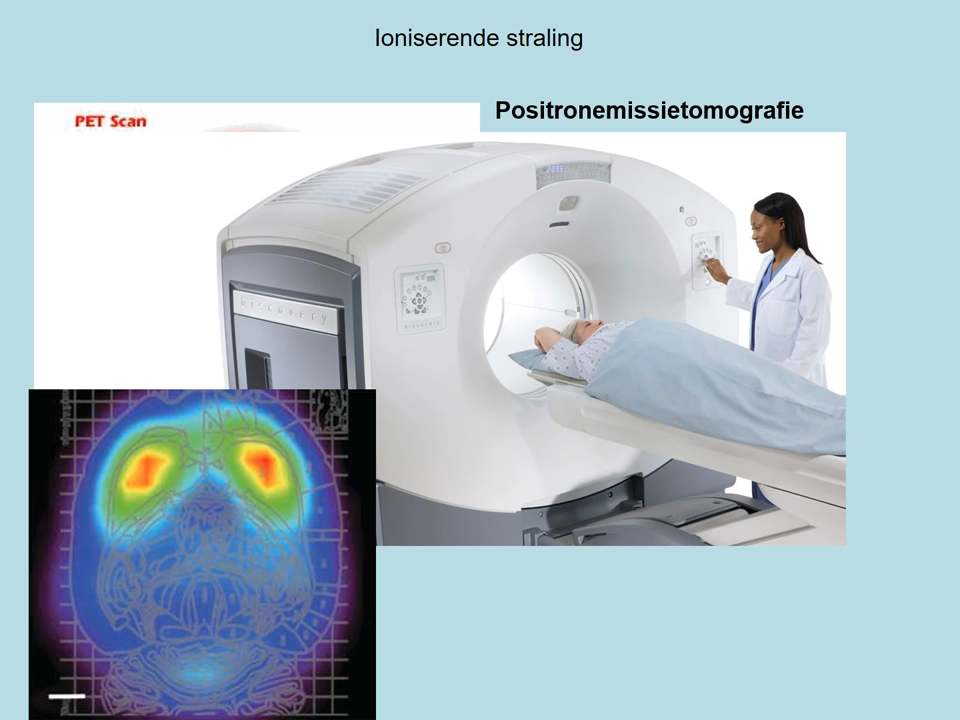 Ioniserende straling
PET Scan
Positronemissietomografie
DISCOVERY